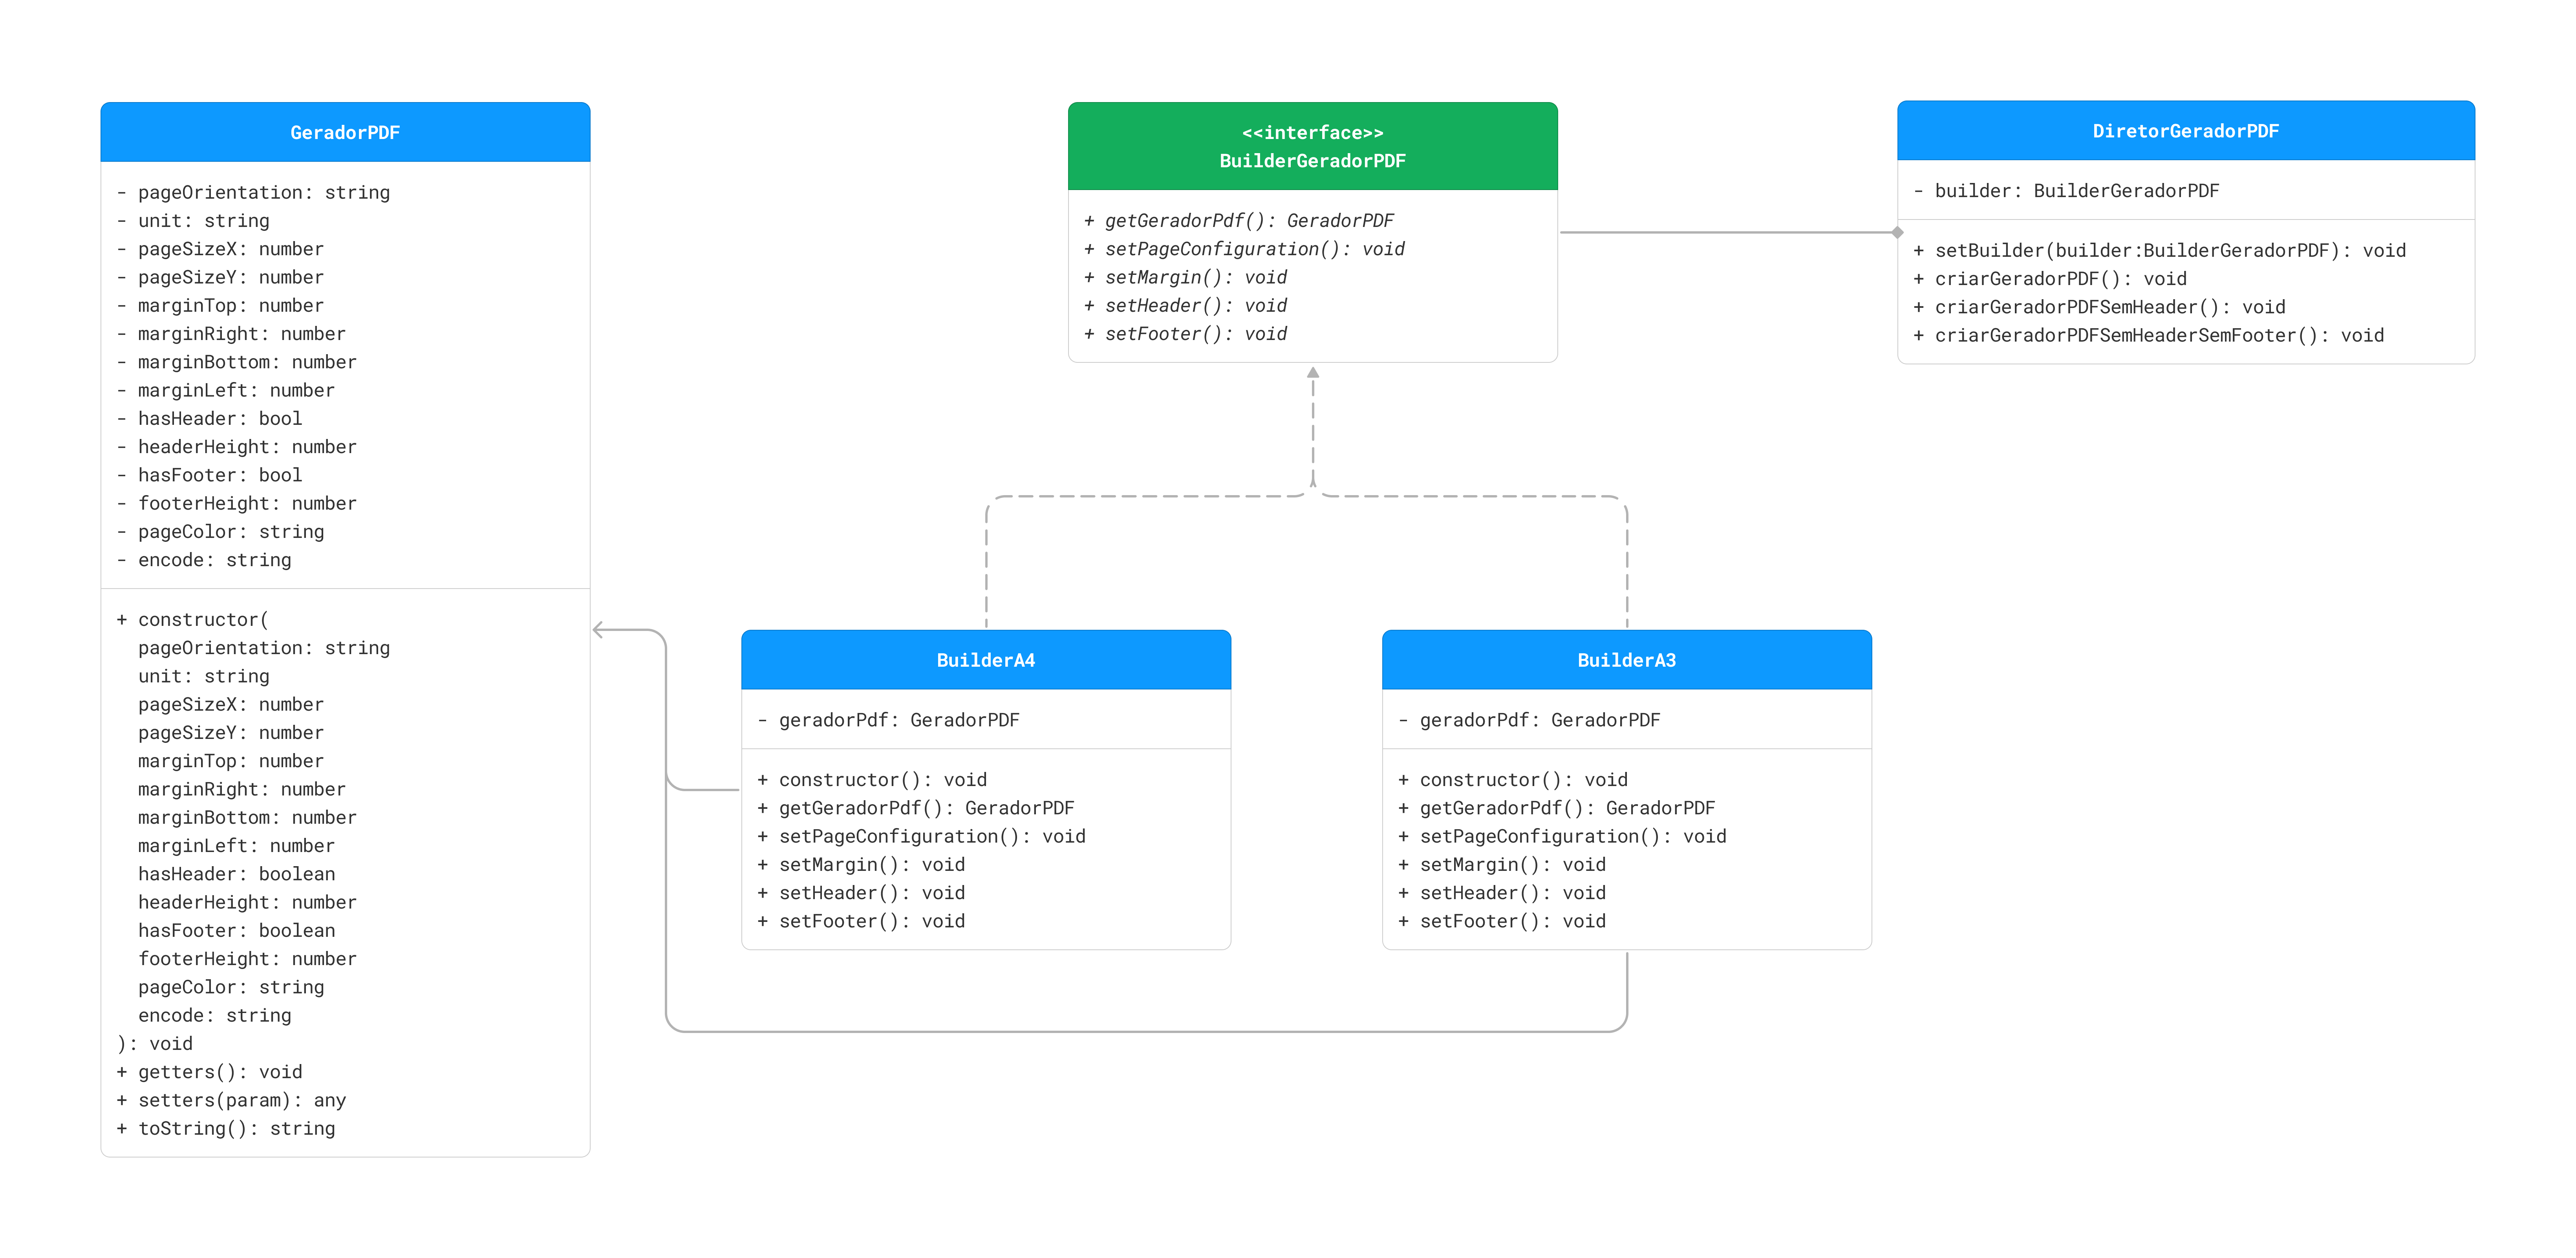 GeradorPDF
- pageOrientation: string
- unit: string
- pageSizeX: number
- pageSizeY: number
- marginTop: number
- marginRight: number
- marginBottom: number
- marginLeft: number
- hasHeader: bool
- headerHeight: number
- hasFooter: bool
- footerHeight: number
- pageColor: string
- encode: string
+ constructor(
pageOrientation: string
unit: string
pageSizeX: number
pageSizeY: number
marginTop: number
marginRight: number
marginBottom: number
marginLeft: number
hasHeader: boolean
headerHeight: number
hasFooter: boolean
footerHeight: number
pageColor: string
encode: string
): void
+ getters(): void
+ setters(param): any
+ toString(): string
<<interface>>
BuilderGeradorPDF
+ getGeradorPdf(): GeradorPDF
+ setPageConfiguration(): void
+ setMargin(): void
+ setHeader(): void
+ setFooter(): void
DiretorGeradorPDF
- builder: BuilderGeradorPDF
+ setBuilder(builder:BuilderGeradorPDF): void
+ criarGeradorPDF(): void
+ criarGeradorPDFSemHeader(): void
+ criarGeradorPDFSemHeaderSemFooter(): void
BuilderA4
- geradorPdf: GeradorPDF
+ constructor(): void
+ getGeradorPdf(): GeradorPDF
+ setPageConfiguration(): void
+ setMargin(): void
+ setHeader(): void
+ setFooter(): void
BuilderA3
- geradorPdf: GeradorPDF
+ constructor(): void
+ getGeradorPdf(): GeradorPDF
+ setPageConfiguration(): void
+ setMargin(): void
+ setHeader(): void
+ setFooter(): void